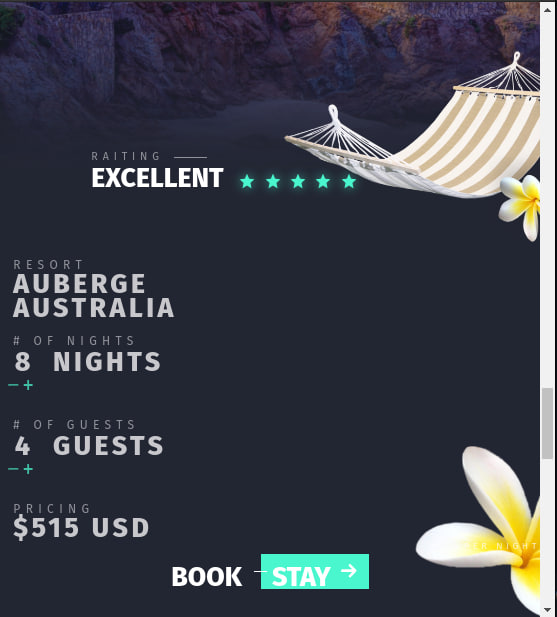 RAITING
EXCELLENT
RESORT
AUBERGE
AUSTRALIA
# OF NIGHTS
8 NIGHTS
−+
# OF GUESTS
4 GUESTS
−+
PRICING
$515 USD
NIGHT
BOOK STAY →